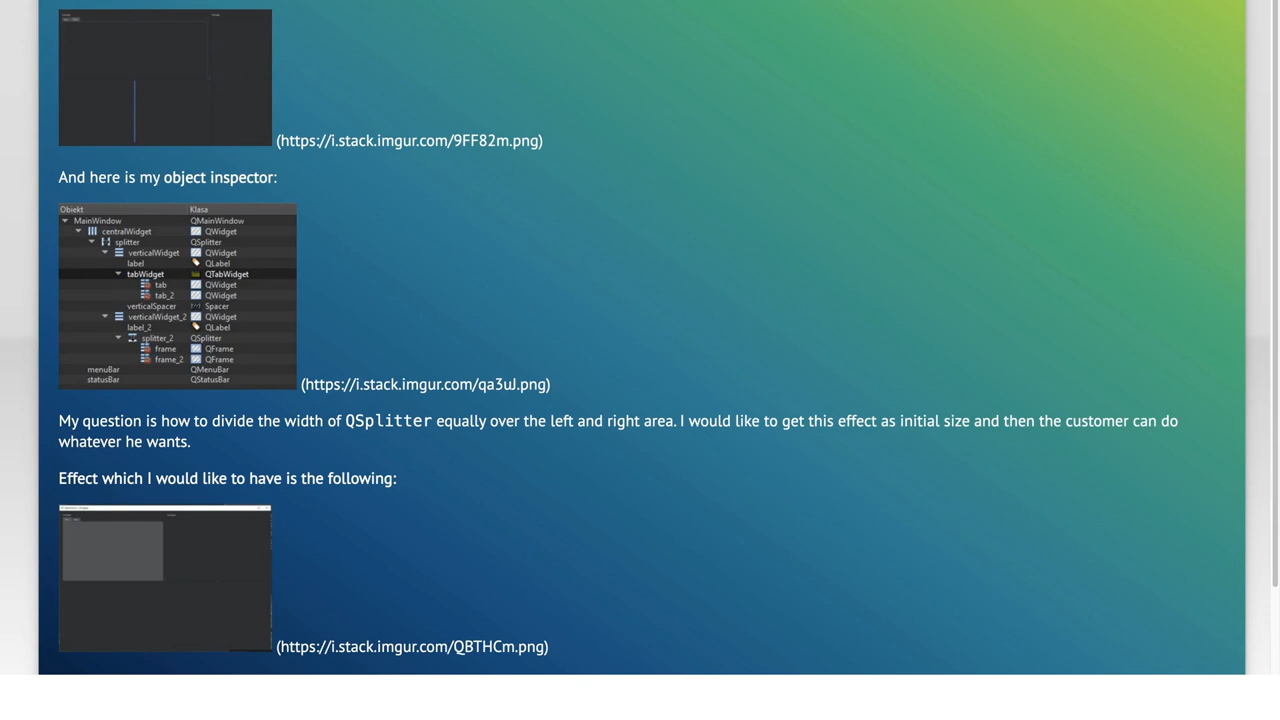 (https://i.stack.imgur.com/9FF82m.png)
And here is my object inspector:
Obiekt Klasa
MainWindow QMainWindow
centralWidget QWidget
splitter QSplitter
verticalWidget QWidget
label QLabel
tabWidget QTabWidget
tab QWidget
tab_2 QWidget
verticalSpacer Spacer
verticalWidget_2 QWidget
label_2 QLabel
splitter_2 QSplitter
frame QFrame
frame_2 QFrame
menuBar QMenuBar
statusBar QStatusBar
(https://i.stack.imgur.com/qa3uJ.png)
My question is how to divide the width of QSplitter equally over the left and right area. I would like to get this effect as initial size and then the customer can do
whatever he wants.
Effect which I would like to have is the following:
(https://i.stack.imgur.com/QBTHCm.png)